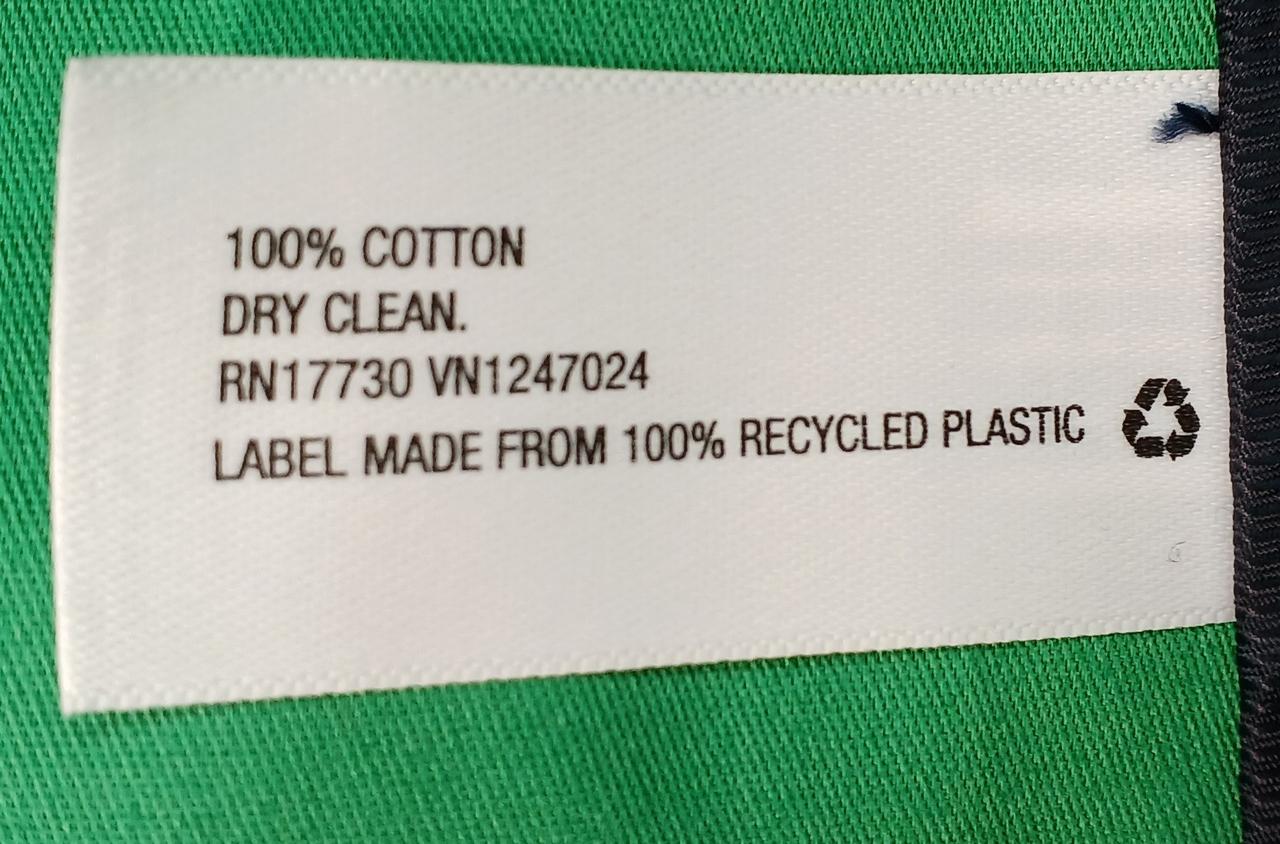 100% COTTON
DRY CLEAN.
RN17730 VN1247024
LABEL MADE FROM 100% RECYCLED PLASTIC